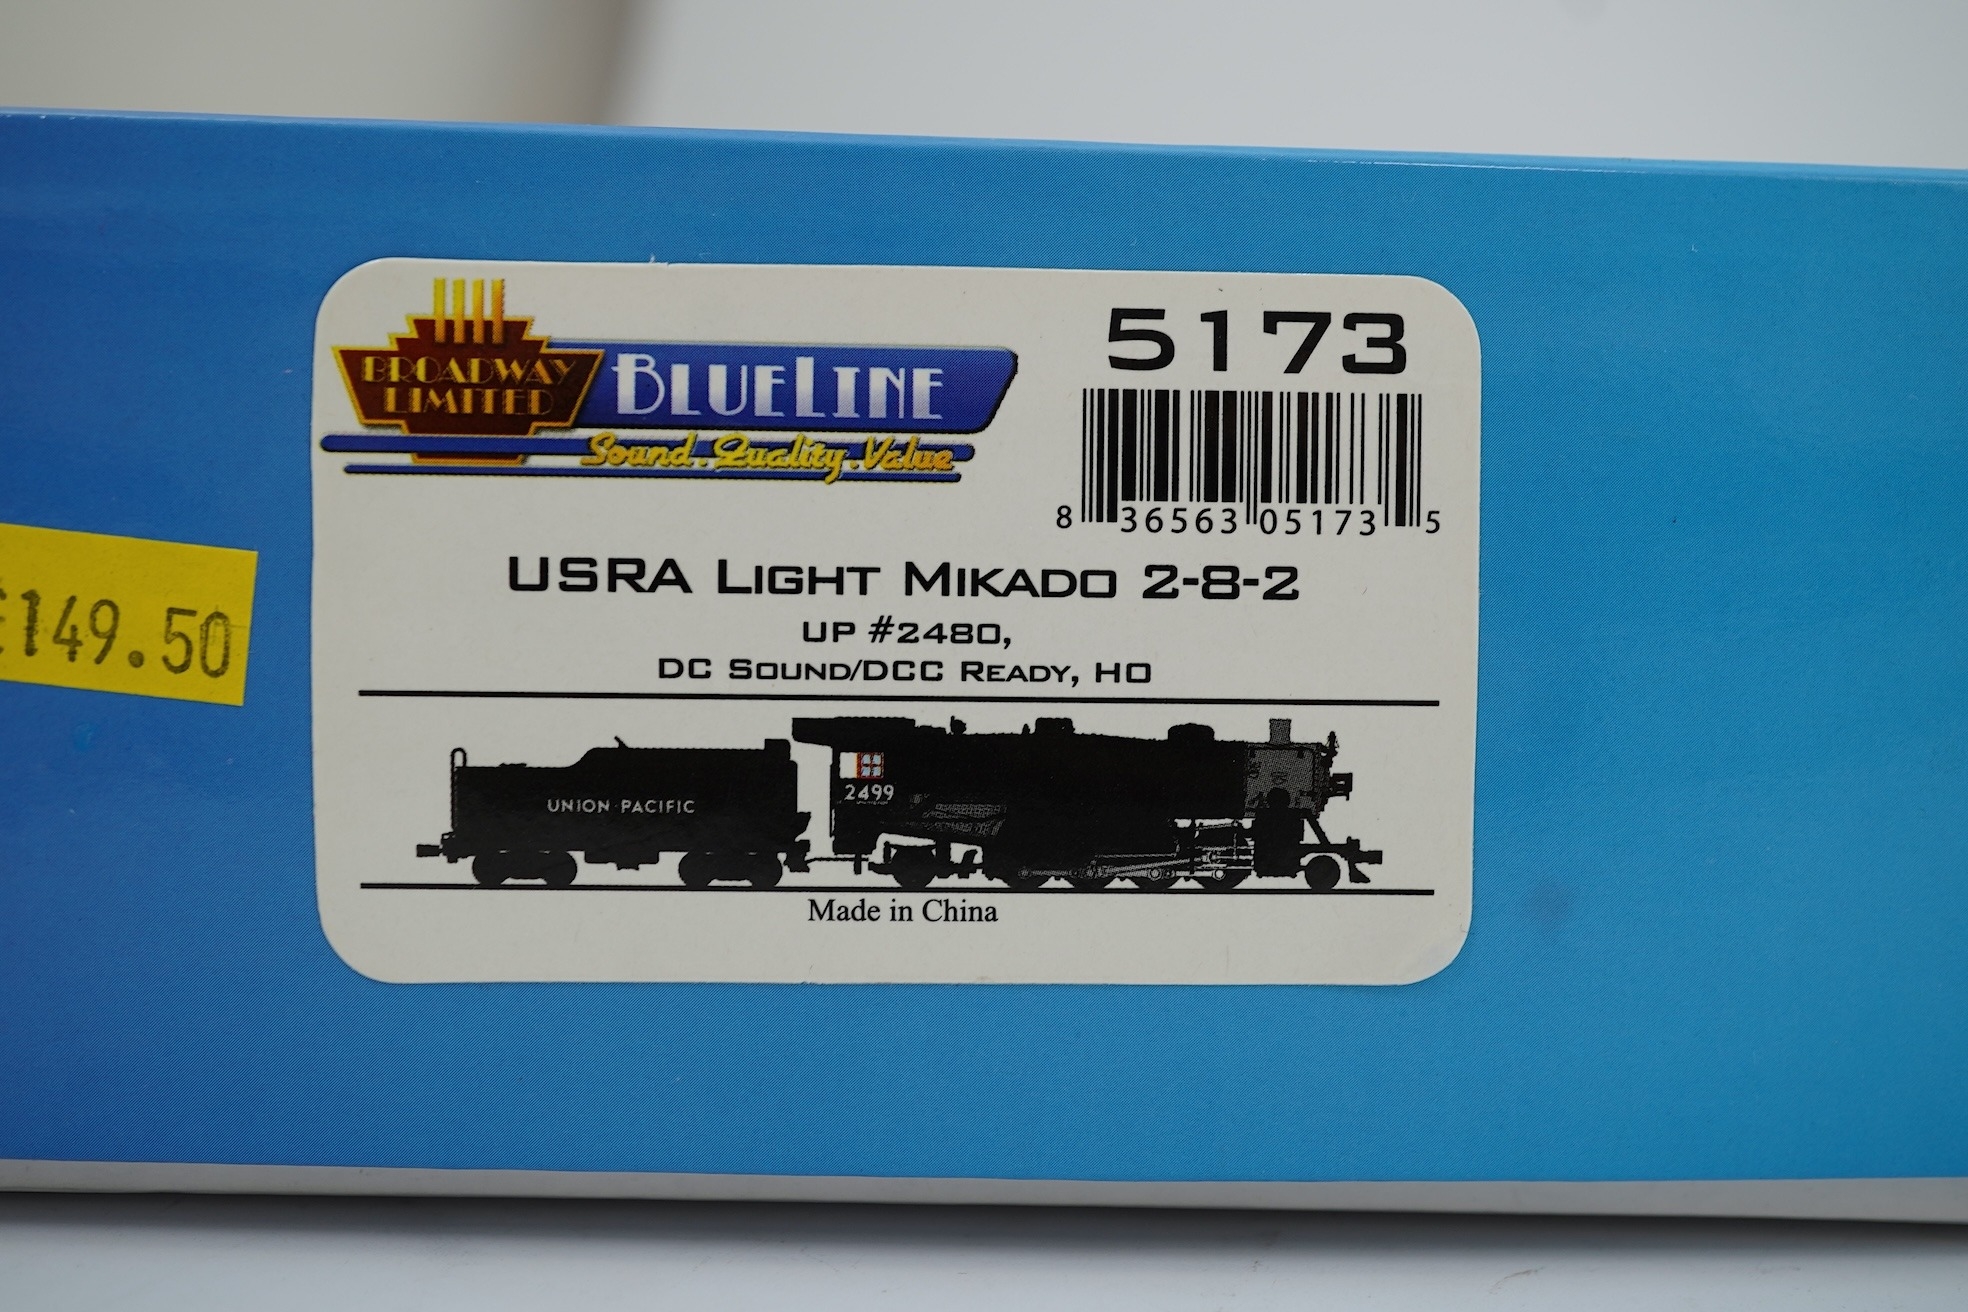 BROADWAY
LIMITED
BLUELINE
Sound.Quality.Value
5173
8 36563 05173 5
£149.50
USRA LIGHT MIKADO 2-8-2
UP #2480,
DC SOUND/DCC READY, HO
2499
UNION PACIFIC
Made in China